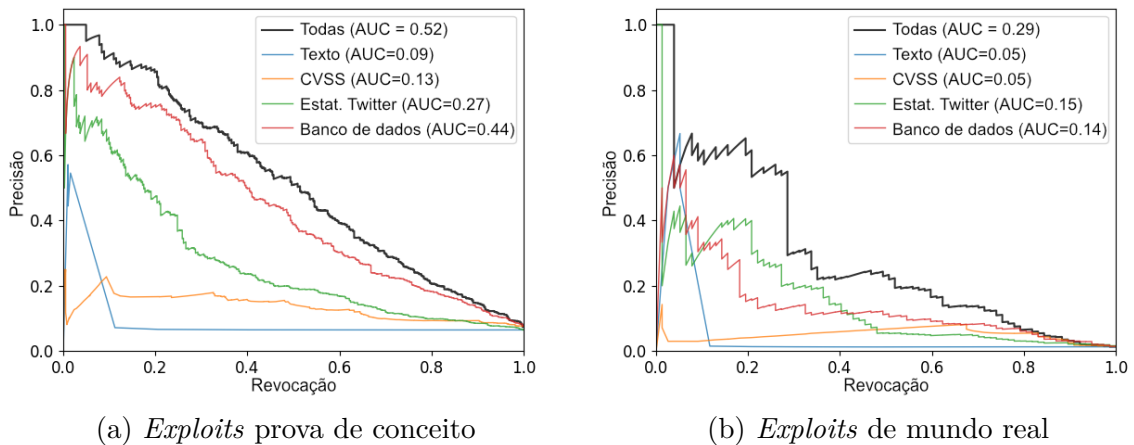 Precisão
1.0
0.8
0.6
0.4
0.2
0.0
Todas (AUC = 0.52)
Texto (AUC=0.09)
CVSS (AUC=0.13)
Estat. Twitter (AUC=0.27)
Banco de dados (AUC=0.44)
0.0 0.2 0.4 0.6 0.8 1.0
Revocação
(a) Exploits prova de conceito
Precisão
1.0
0.8
0.6
0.4
0.2
0.0
Todas (AUC = 0.29)
Texto (AUC=0.05)
CVSS (AUC=0.05)
Estat. Twitter (AUC=0.15)
Banco de dados (AUC=0.14)
0.0 0.2 0.4 0.6 0.8 1.0
Revocação
(b) Exploits de mundo real